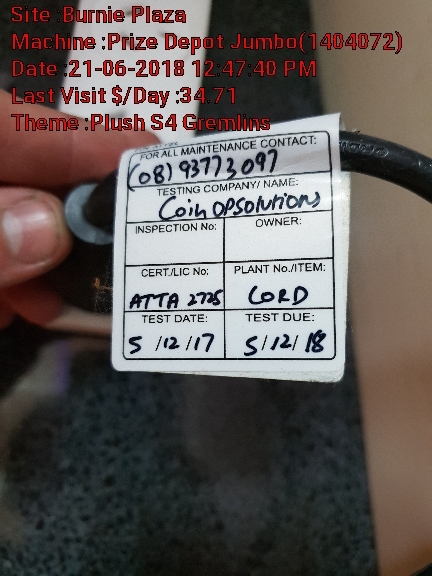 Site :Burnie Plaza
Machine :Prize Depot Jumbo(1404072)
Date :21-06-2018 12:47:40 PM
Last Visit $/Day :34.71
Theme :Plush S4 Gremlins
FOR ALL MAINTENANCE CONTACT:
(08) 93773097
TESTING COMPANY/ NAME:
Coin OPSolutions
INSPECTION No: OWNER:
CERT./LIC No: PLANT No./ITEM:
ATTA 2725 CORD
TEST DATE: TEST DUE:
5 /12 /17 5/12/18